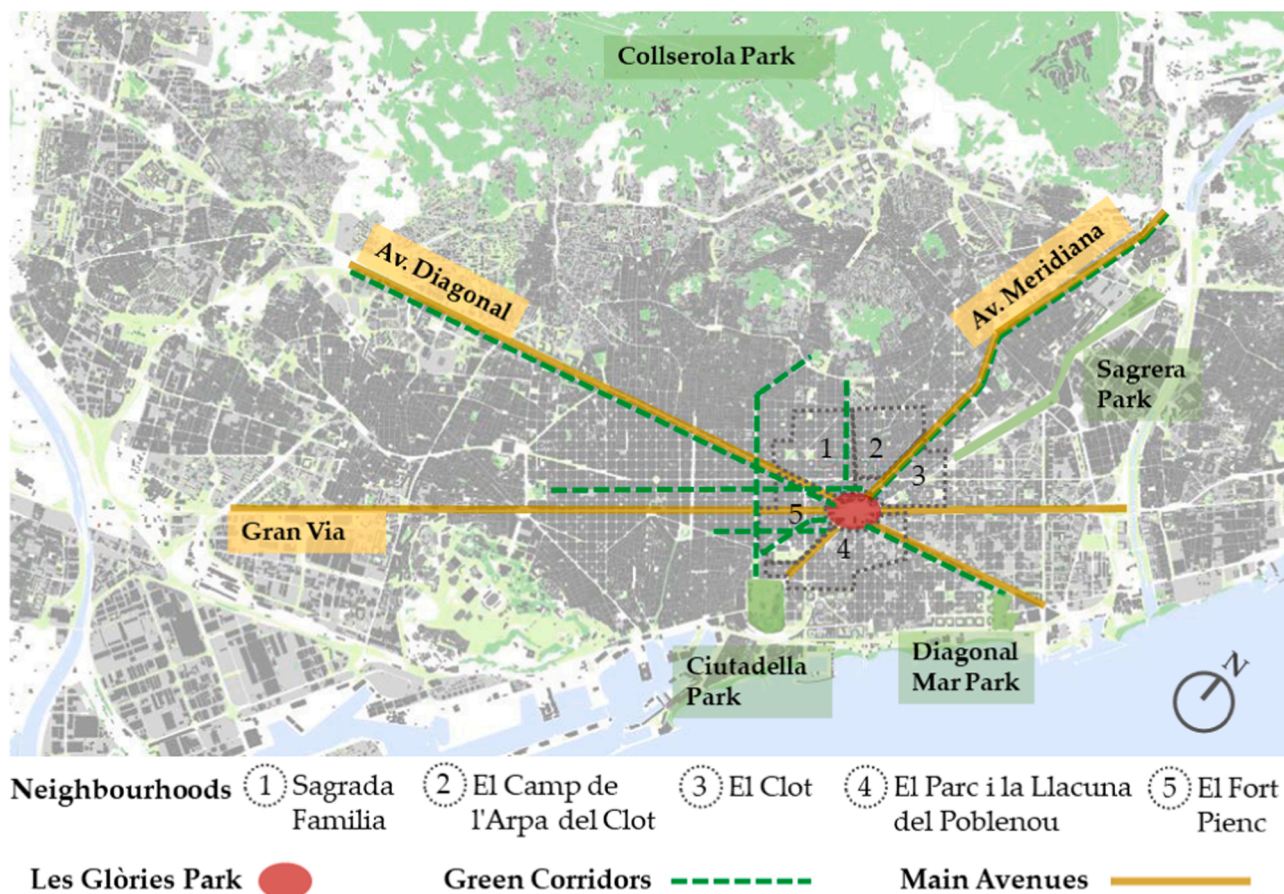 Collserola Park
Av. Diagonal
Av. Meridiana
Sagrera
Park
1
2
3
Gran Via
5
4
Ciutadella
Park
Diagonal
Mar Park
N
Neighbourhoods 1 Sagrada Familia 2 El Camp de l'Arpa del Clot 3 El Clot 4 El Parc i la Llacuna del Poblenou 5 El Fort Pienc
Les Glòries Park Green Corridors Main Avenues